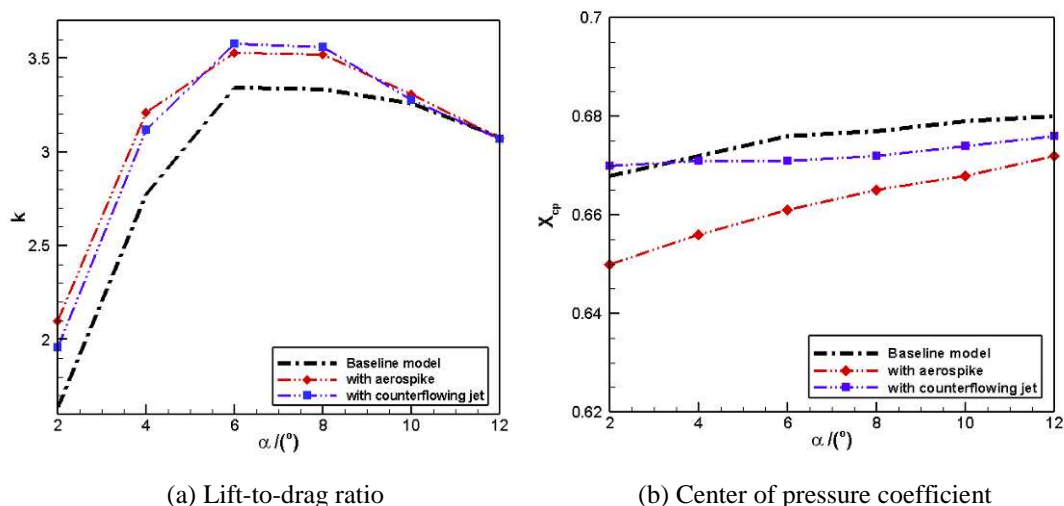 3.5
3
2.5
2
k
2 4 6 8 10 12
α /(°)
Baseline model
with aerospike
with counterflowing jet
(a) Lift-to-drag ratio
0.7
0.68
0.66
0.64
0.62
Xcp
2 4 6 8 10 12
α /(°)
Baseline model
with aerospike
with counterflowing jet
(b) Center of pressure coefficient